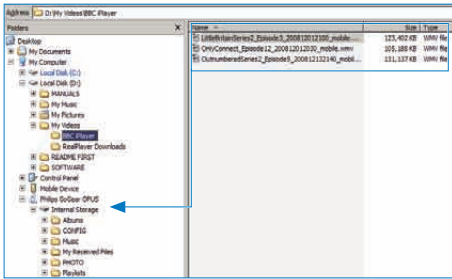 Address D:\My Videos\BBC iPlayer
Folders
Desktop
My Documents
My Computer
Local Disk (C:)
Local Disk (D:)
MANUALS
My Music
My Pictures
My Videos
BBC iPlayer
RealPlayer Downloads
README FIRST
SOFTWARE
Control Panel
Mobile Device
Philips GoGear OPUS
Internal Storage
Albums
CONFIG
Music
My Received Files
PHOTO
Playlists
Name Size Type
LittleBritainSeries2_Episode3_200812012100_mobile.... 123,402 KB WMV file
OnlyConnect_Episode12_200812012030_mobile.wmv 105,188 KB WMV file
OutnumberedSeries2_Episode5_200812132140_mobil... 131,137 KB WMV file